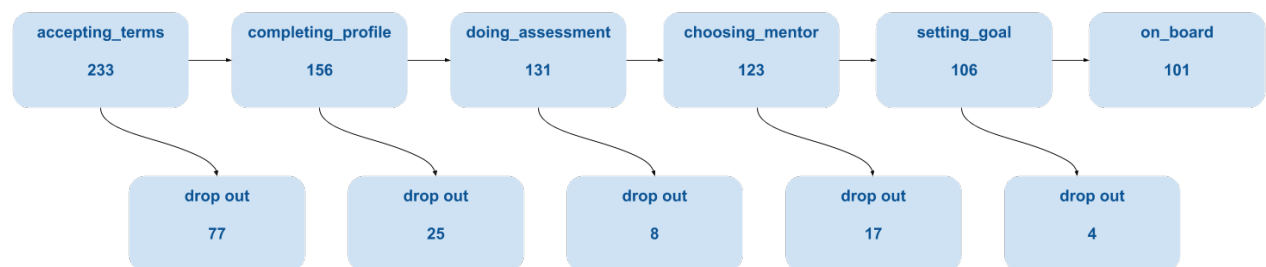 accepting_terms
233
completing_profile
156
doing_assessment
131
choosing_mentor
123
setting_goal
106
on_board
101
drop out
77
drop out
25
drop out
8
drop out
17
drop out
4